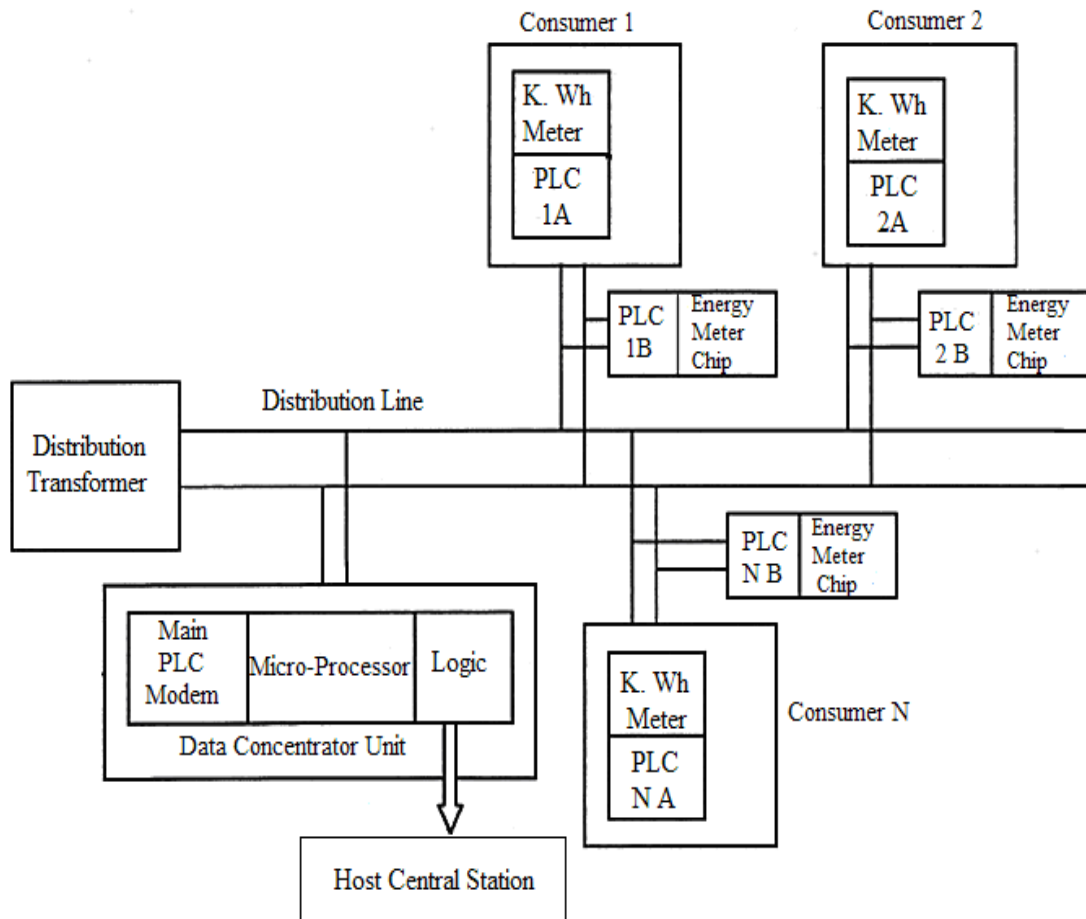 Consumer 1
Consumer 2
K. Wh
Meter
PLC
1A
K. Wh
Meter
PLC
2A
PLC
1B
Energy
Meter
Chip
PLC
2 B
Energy
Meter
Chip
Distribution Line
Distribution
Transformer
PLC
N B
Energy
Meter
Chip
Main
PLC
Modem
Micro-Processor
Logic
Data Concentrator Unit
K. Wh
Meter
PLC
N A
Consumer N
Host Central Station